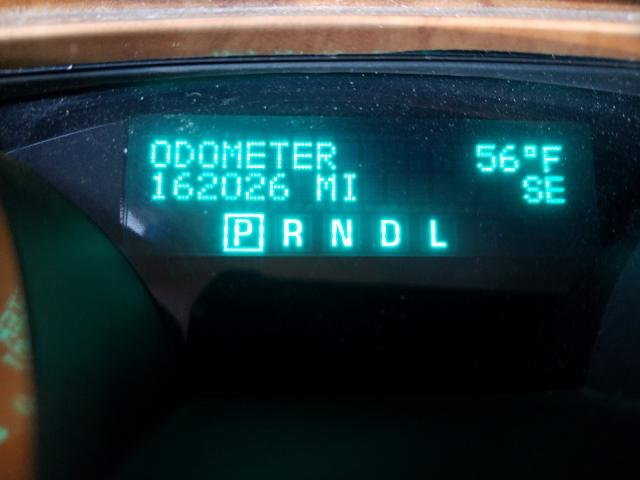 ODOMETER 56°F
162026 MI SE
P R N D L